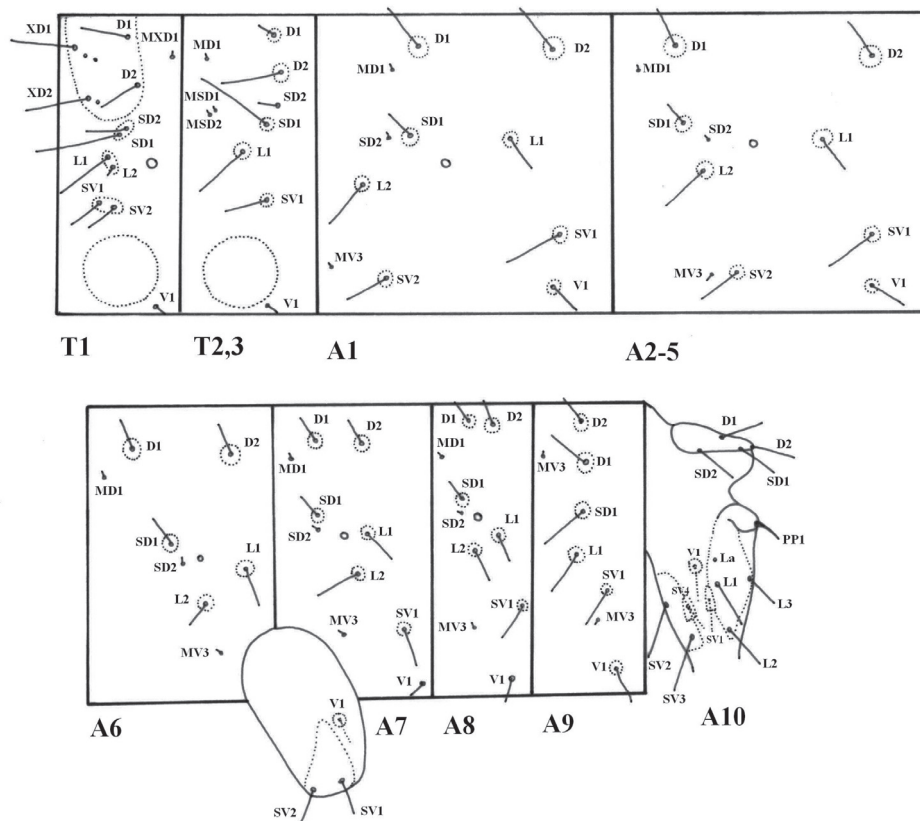 XD1 D1 MXD1
XD2 D2
SD2
SD1
L1
L2
SV1
SV2
V1
T1
D1
MD1
D2
MSD1 SD2
MSD2 SD1
L1
SV1
V1
T2,3
D1 D2
MD1
SD2 SD1 L1
L2
SV1
MV3 SV2 V1
A1
D1 D2
MD1
SD1 SD2 L1
L2
SV1
MV3 SV2 V1
A2-5
D1 D2
MD1
SD1
SD2 L1
L2
MV3
A6
V1
SV2 SV1
D1 D2
MD1
SD1
SD2 L1
L2
MV3 SV1
V1
A7
D1 D2
MD1
SD1
SD2 L1
L2
SV1
MV3
V1
A8
D2
MV3 D1
SD1
L1
SV1
MV3
V1
A9
D1
D2
SD2 SD1
PP1
V1 La
L1
L3
SV1
L2
SV2
SV3
A10